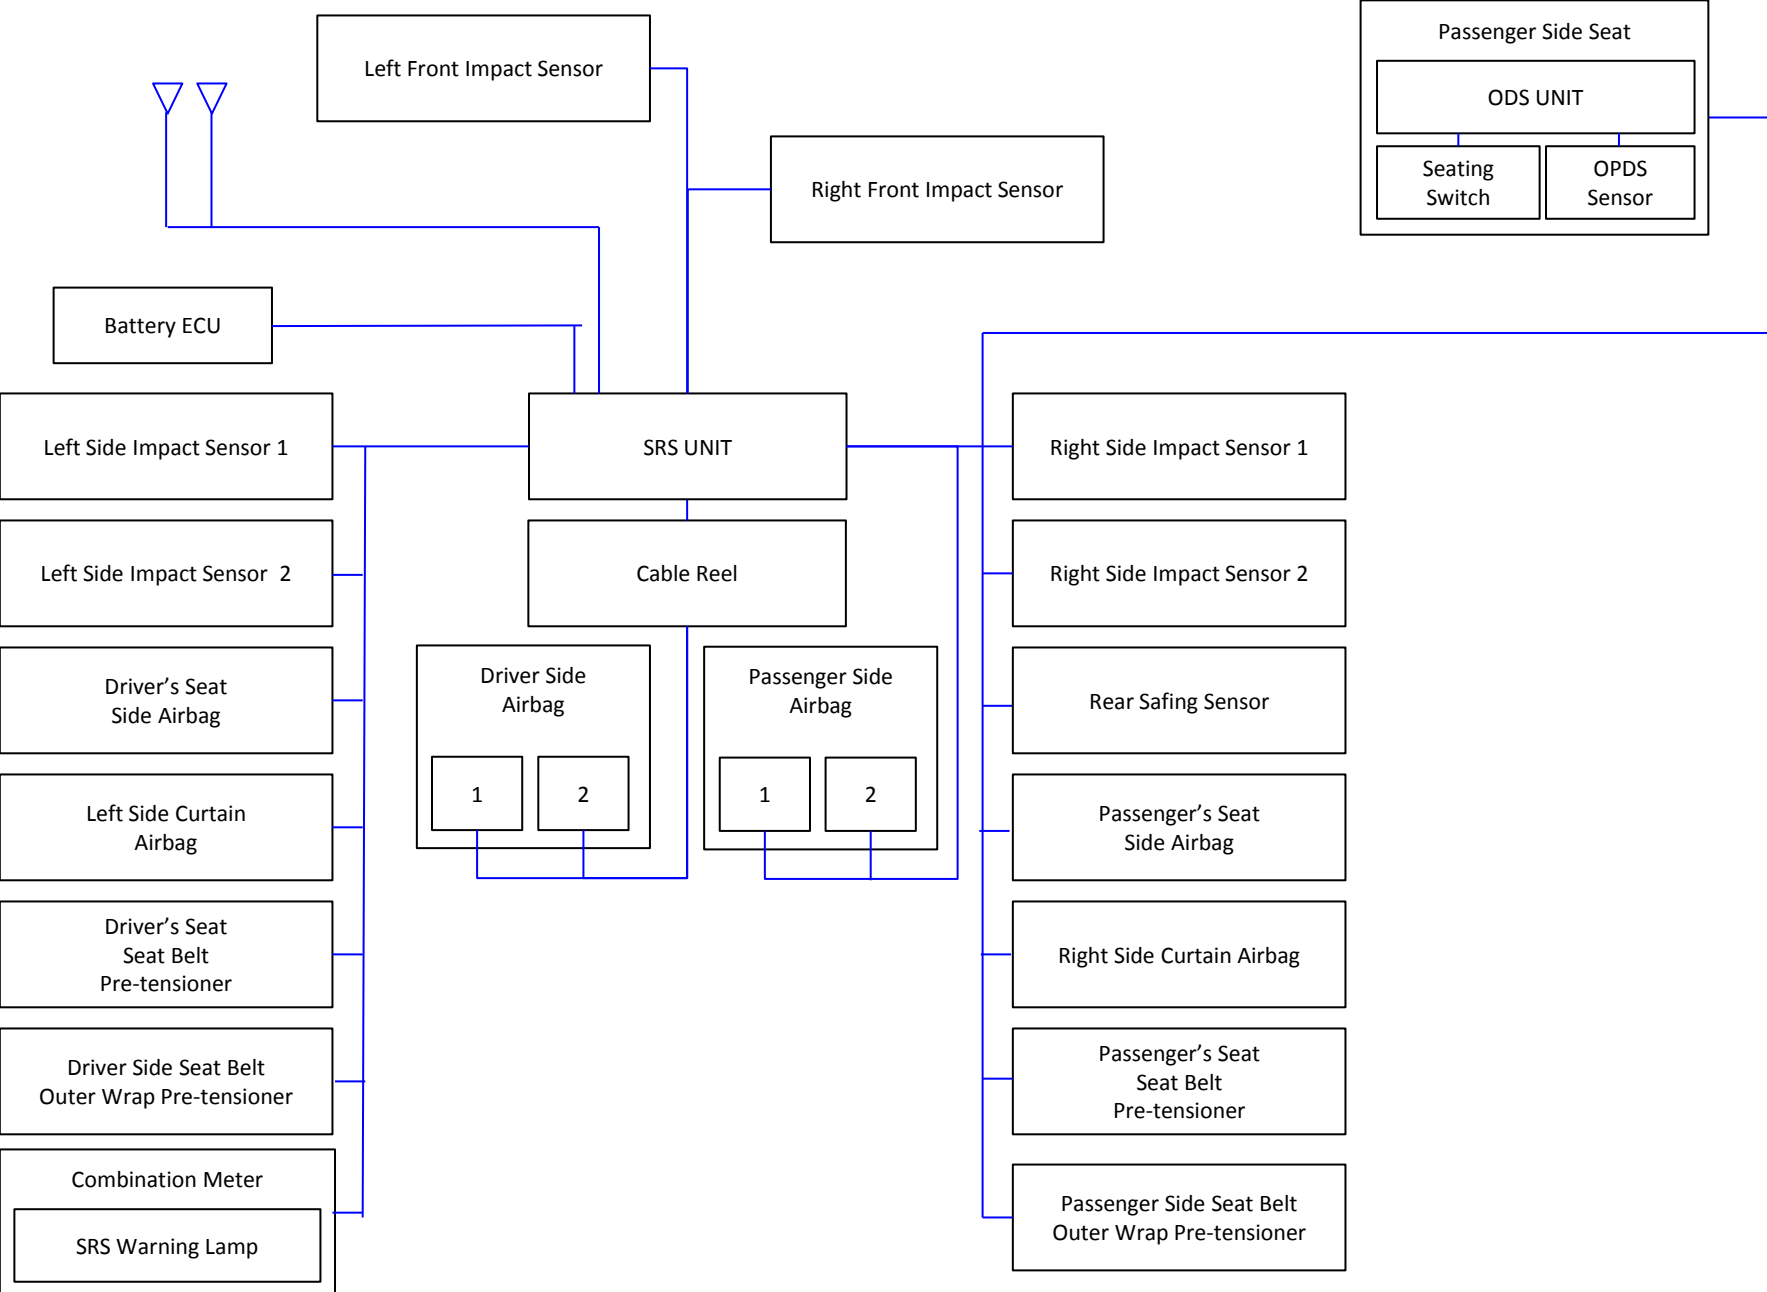 Left Front Impact Sensor
Passenger Side Seat
ODS UNIT
Seating
Switch
OPDS
Sensor
Right Front Impact Sensor
Battery ECU
Left Side Impact Sensor 1
SRS UNIT
Right Side Impact Sensor 1
Left Side Impact Sensor  2
Cable Reel
Right Side Impact Sensor 2
Driver’s Seat
Side Airbag
Driver Side
Airbag
1
2
Passenger Side
Airbag
1
2
Rear Safing Sensor
Left Side Curtain
Airbag
Passenger’s Seat
Side Airbag
Driver’s Seat
Seat Belt
Pre-tensioner
Right Side Curtain Airbag
Driver Side Seat Belt
Outer Wrap Pre-tensioner
Passenger’s Seat
Seat Belt
Pre-tensioner
Combination Meter
SRS Warning Lamp
Passenger Side Seat Belt
Outer Wrap Pre-tensioner